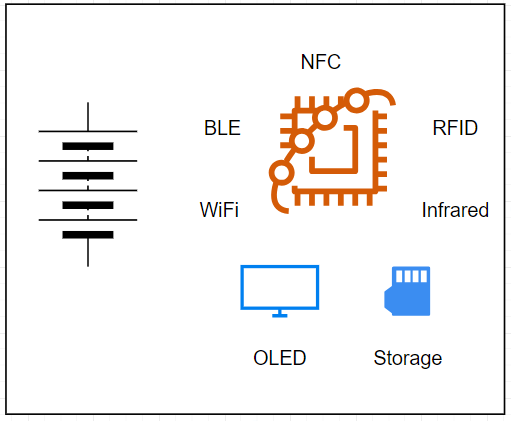 NFC
BLE
RFID
WiFi
Infrared
OLED
Storage